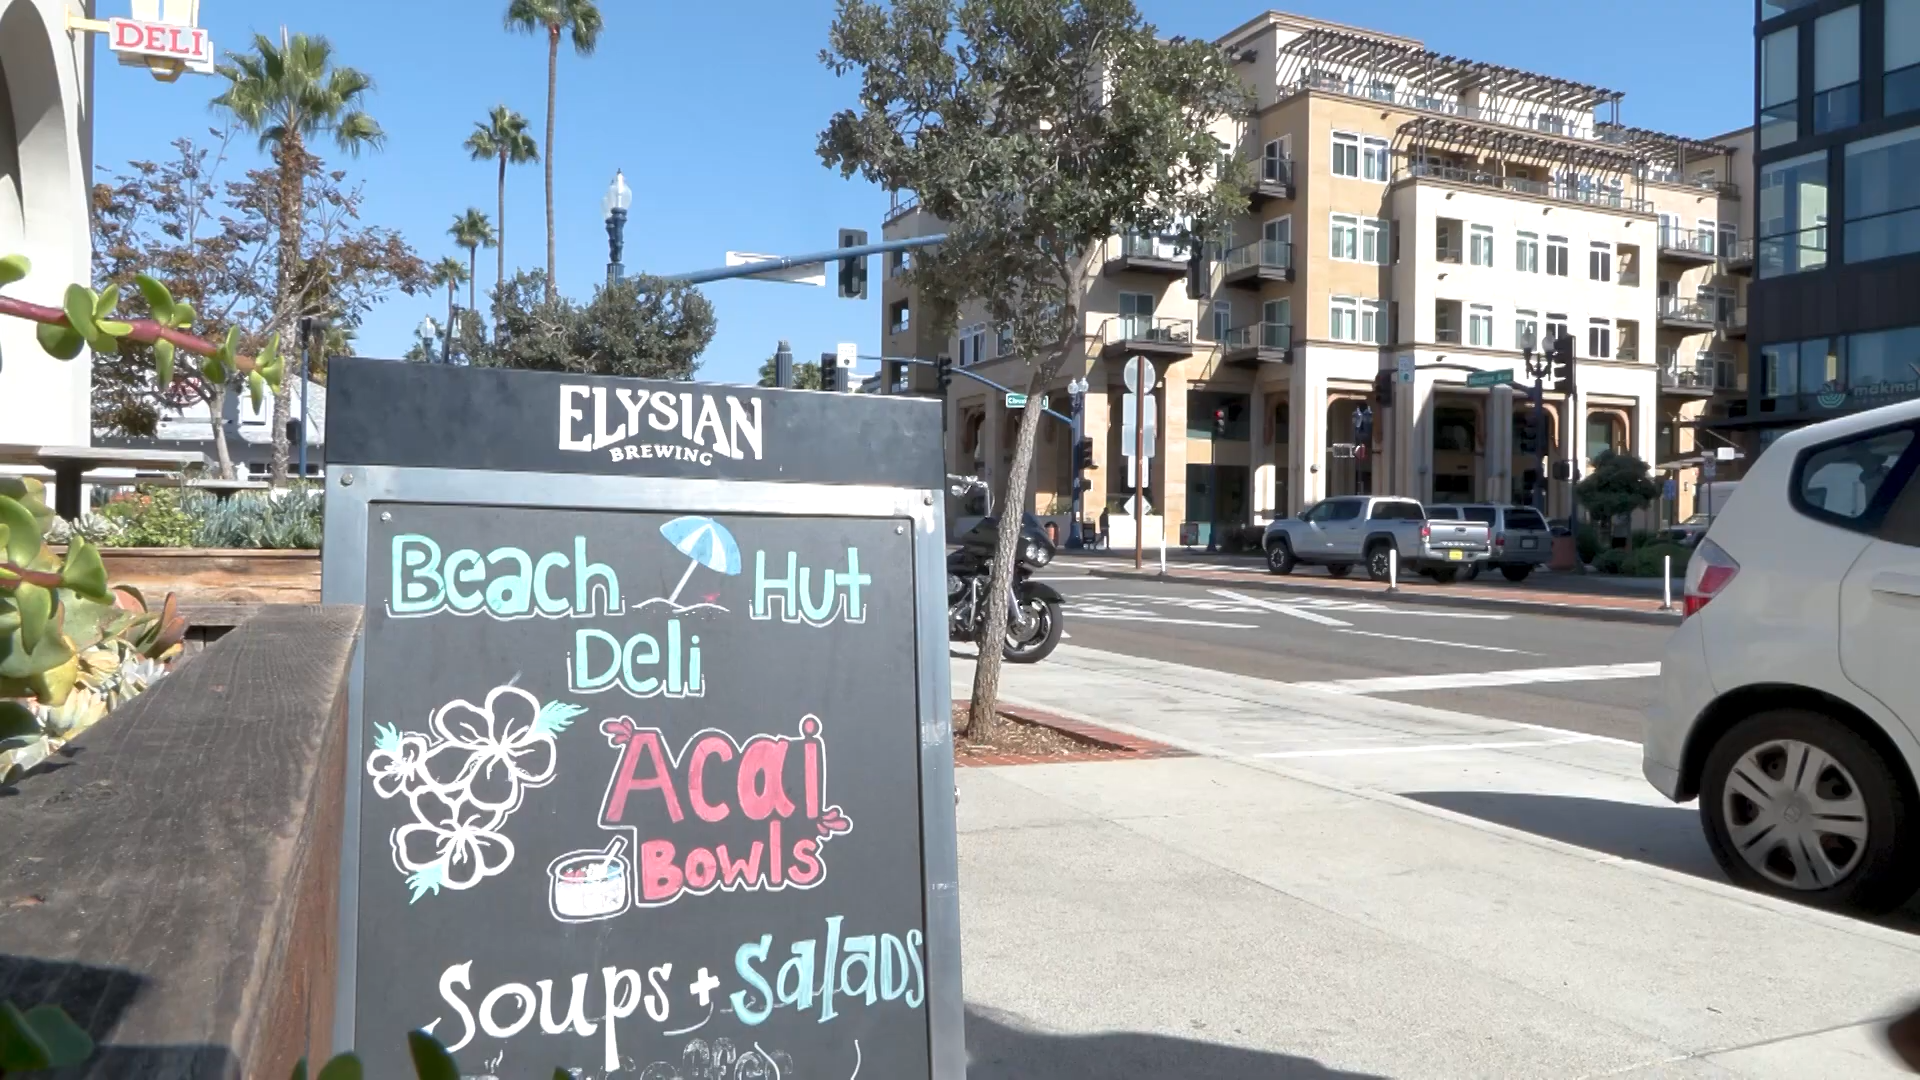 DELI
ELYSIAN
BREWING
Beach Hut
Deli
Acai
Bowls
Soups + Salads